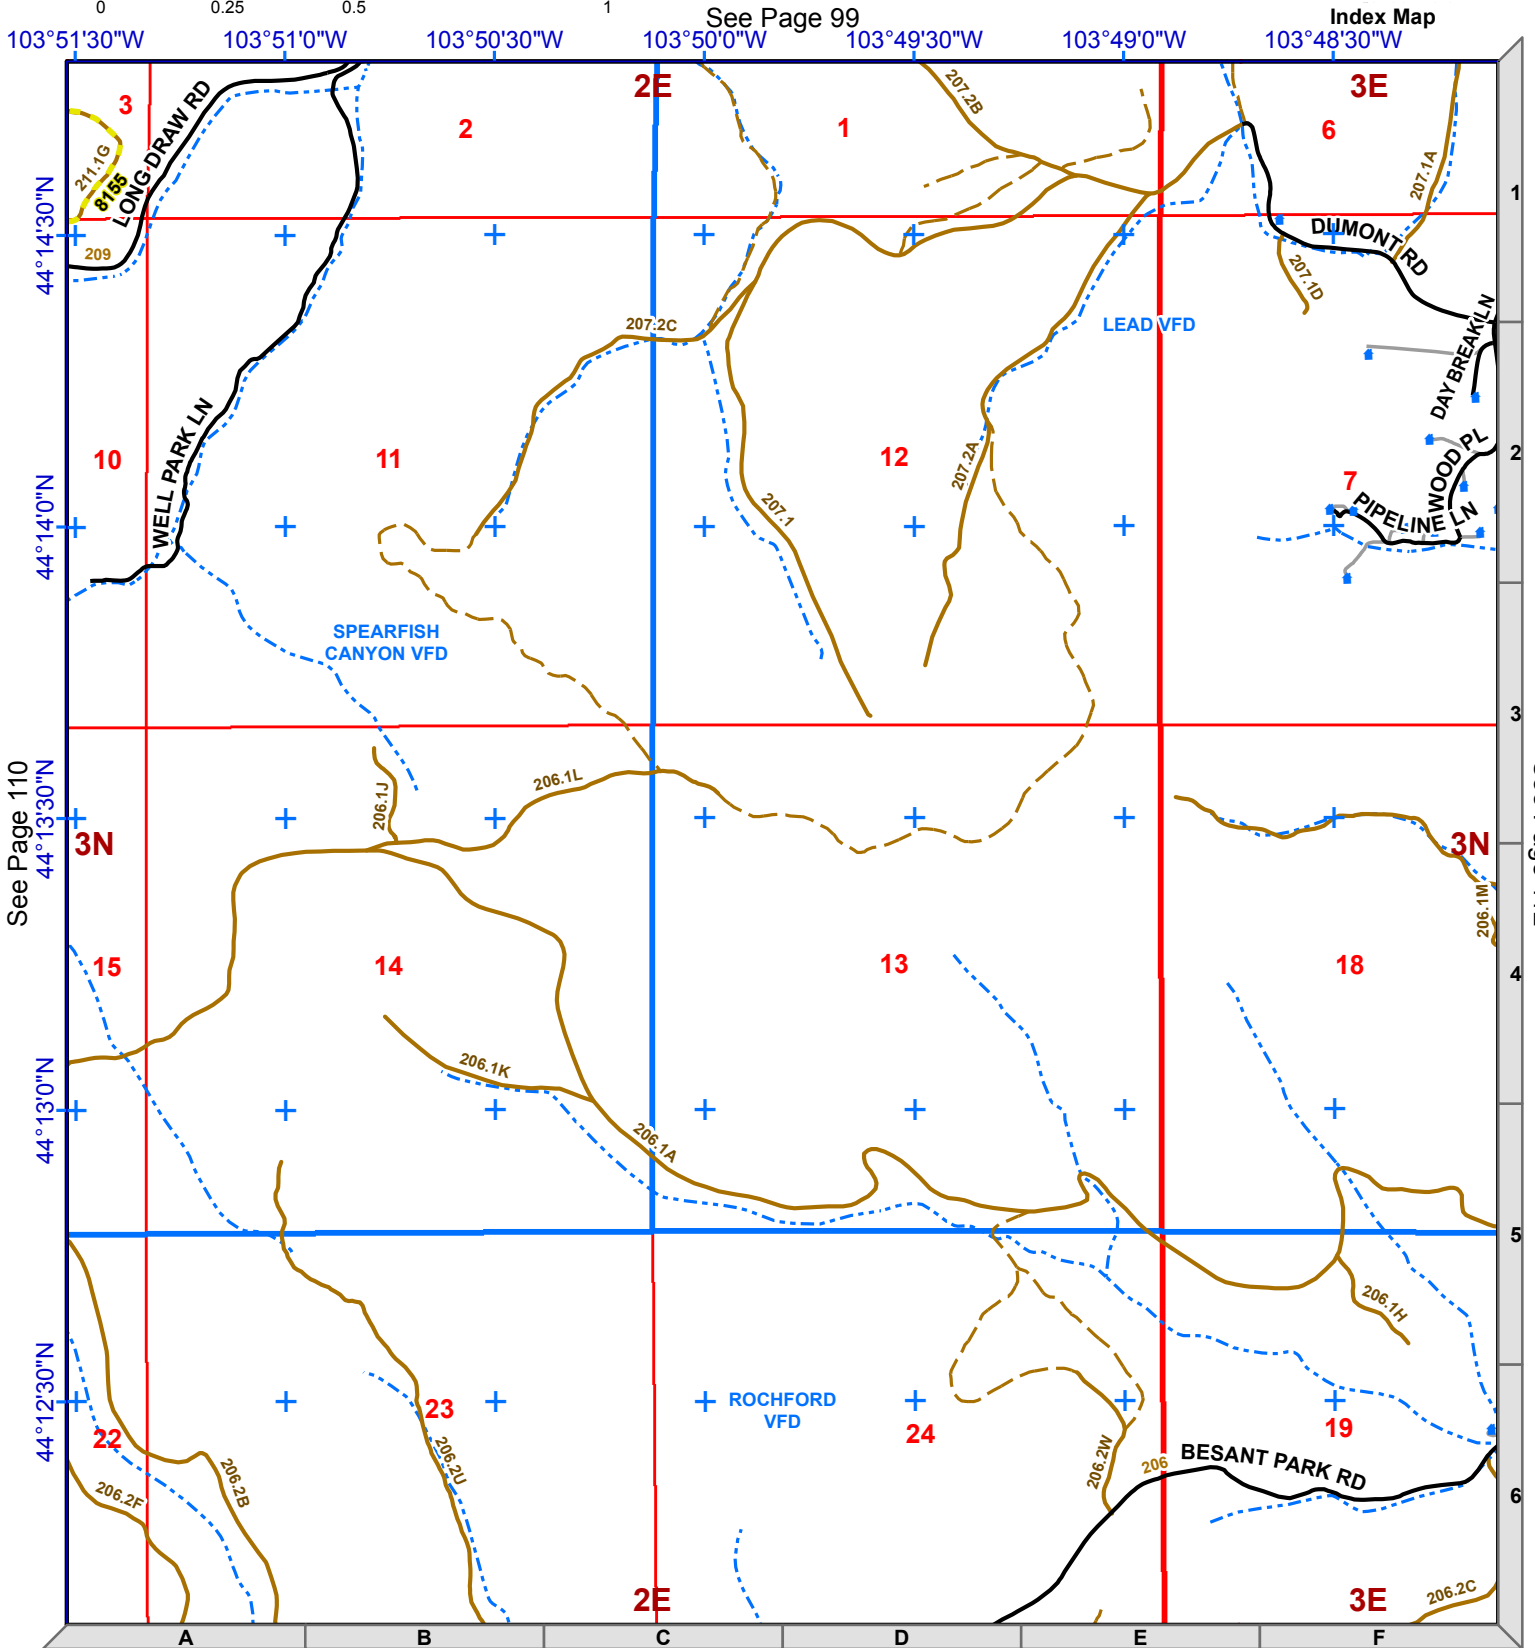 0 0.25 0.5 1
See Page 99
Index Map
103°51'30"W 103°51'0"W 103°50'30"W 103°50'0"W 103°49'30"W 103°49'0"W 103°48'30"W
2E 3E
3 2 1 6
LONG DRAW RD
211.1G
8155
209
207.2B
207.1A
44°14'30"N
1
DUMONT RD
207.1D
207.2C
LEAD VFD
DAY BREAK LN
WELL PARK LN
10 11 12 7
207.2A
207.1
WOOD PL
PIPELINE LN
2
44°14'0"N
SPEARFISH
CANYON VFD
3
See Page 110
44°13'30"N
206.1J
206.1L
3N 3N
206.1M
15 14 13 18
4
206.1K
44°13'0"N
206.1A
5
206.1H
44°12'30"N
ROCHFORD
VFD
22 23 24 19
206.2F
206.2B
206.2U
206.2W
206
BESANT PARK RD
6
2E 3E
206.2C
A B C D E F